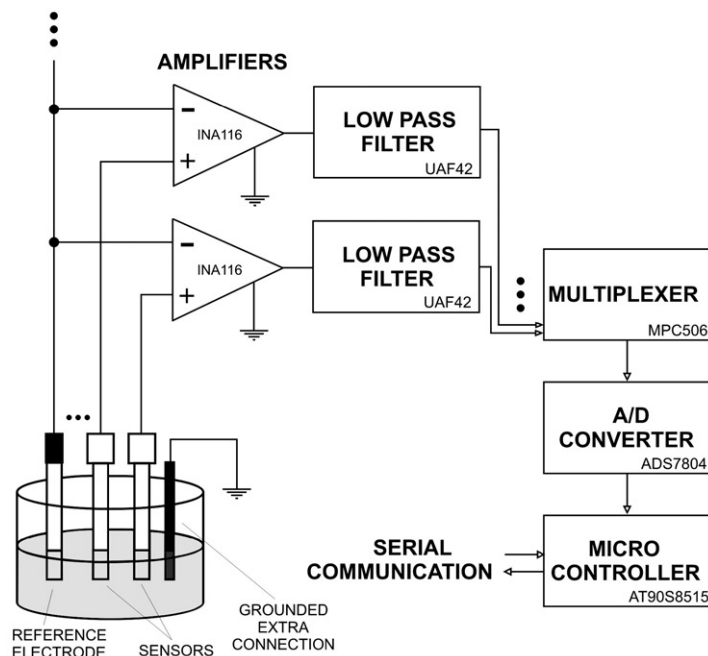 AMPLIFIERS
−
INA116
+
LOW PASS
FILTER
UAF42
−
INA116
+
LOW PASS
FILTER
UAF42
MULTIPLEXER
MPC506
A/D
CONVERTER
ADS7804
SERIAL
COMMUNICATION
MICRO
CONTROLLER
AT90S8515
GROUNDED
EXTRA
CONNECTION
REFERENCE
ELECTRODE
SENSORS